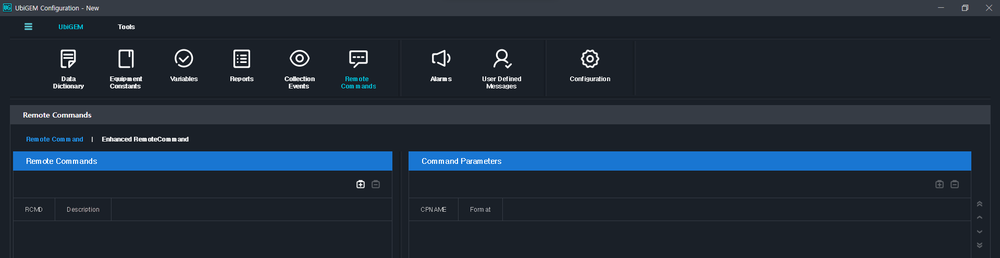 UG UbiGEM Configuration - New
UbiGEM Tools
Data Dictionary
Equipment Constants
Variables
Reports
Collection Events
Remote Commands
Alarms
User Defined Messages
Configuration
Remote Commands
Remote Command | Enhanced RemoteCommand
Remote Commands
RCMD Description
Command Parameters
CPNAME Format